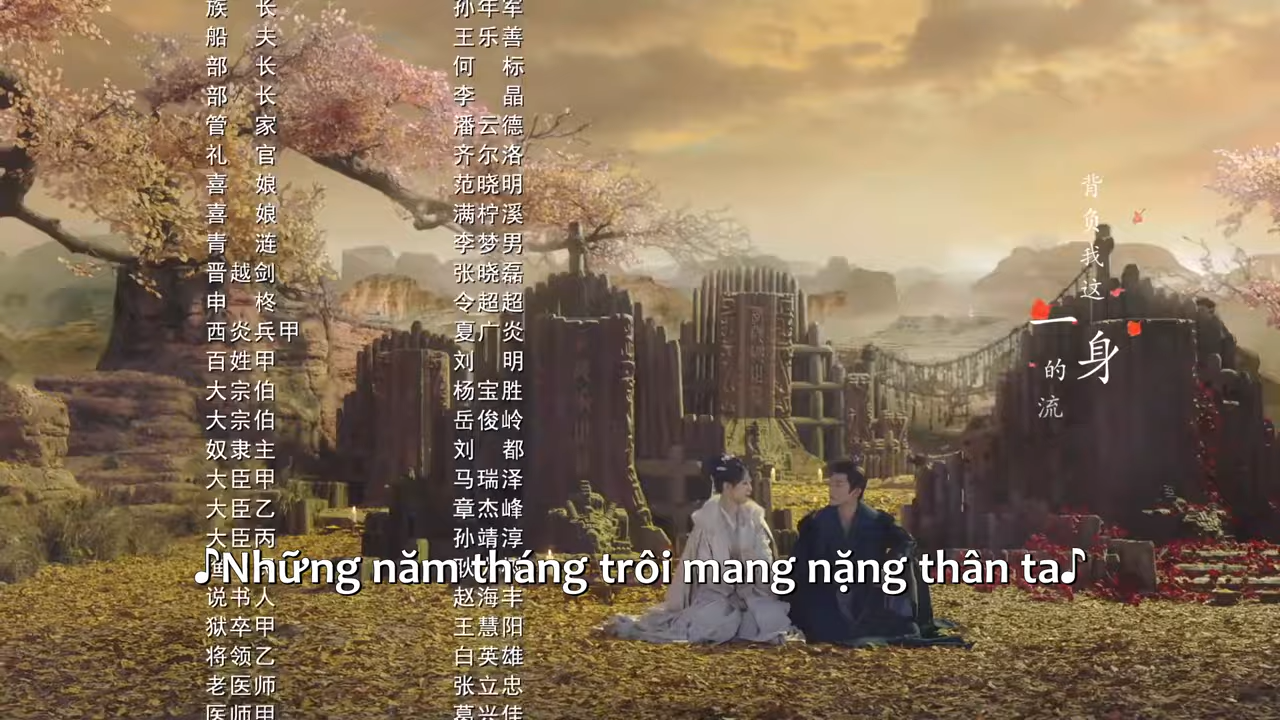 族 长 孙年军
船 夫 王乐善
部 长 何 标
部 长 李 晶
管 家 潘云德
礼 官 齐尔洛
喜 娘 范晓明
喜 娘 满柠溪
青 涟 李梦男
晋越剑 张晓磊
申 柊 令超超
西炎兵甲 夏广炎
百姓甲 刘 明
大宗伯 杨宝胜
大宗伯 岳俊岭
奴隶主 刘 都
大臣甲 马瑞泽
大臣乙 章杰峰
大臣丙 孙靖淳
说书人 赵海丰
狱卒甲 王慧阳
将领乙 白英雄
老医师 张立忠
医师甲 葛兴佳
背负我这
一身
的流
♪Những năm tháng trôi mang nặng thân ta♪